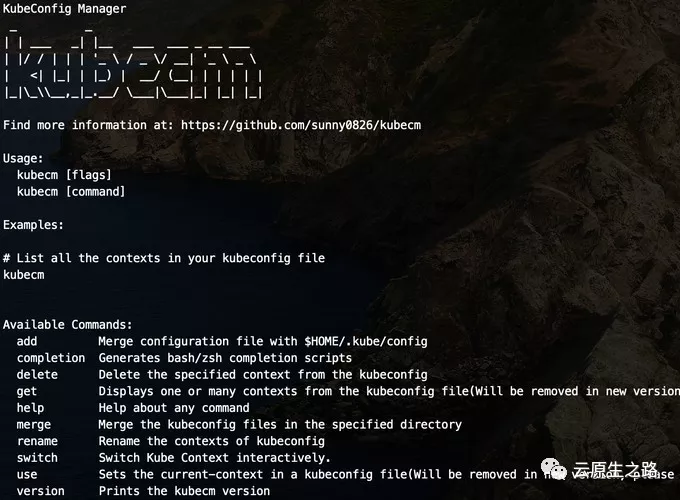 KubeConfig Manager
kubecm
Find more information at: https://github.com/sunny0826/kubecm
Usage:
kubecm [flags]
kubecm [command]
Examples:
# List all the contexts in your kubeconfig file
kubecm
Available Commands:
add Merge configuration file with $HOME/.kube/config
completion Generates bash/zsh completion scripts
delete Delete the specified context from the kubeconfig
get Displays one or many contexts from the kubeconfig file(Will be removed in new version
help Help about any command
merge Merge the kubeconfig files in the specified directory
rename Rename the contexts of kubeconfig
switch Switch Kube Context interactively.
use Sets the current-context in a kubeconfig file(Will be removed in new version, please
version Prints the kubecm version
云原生之路